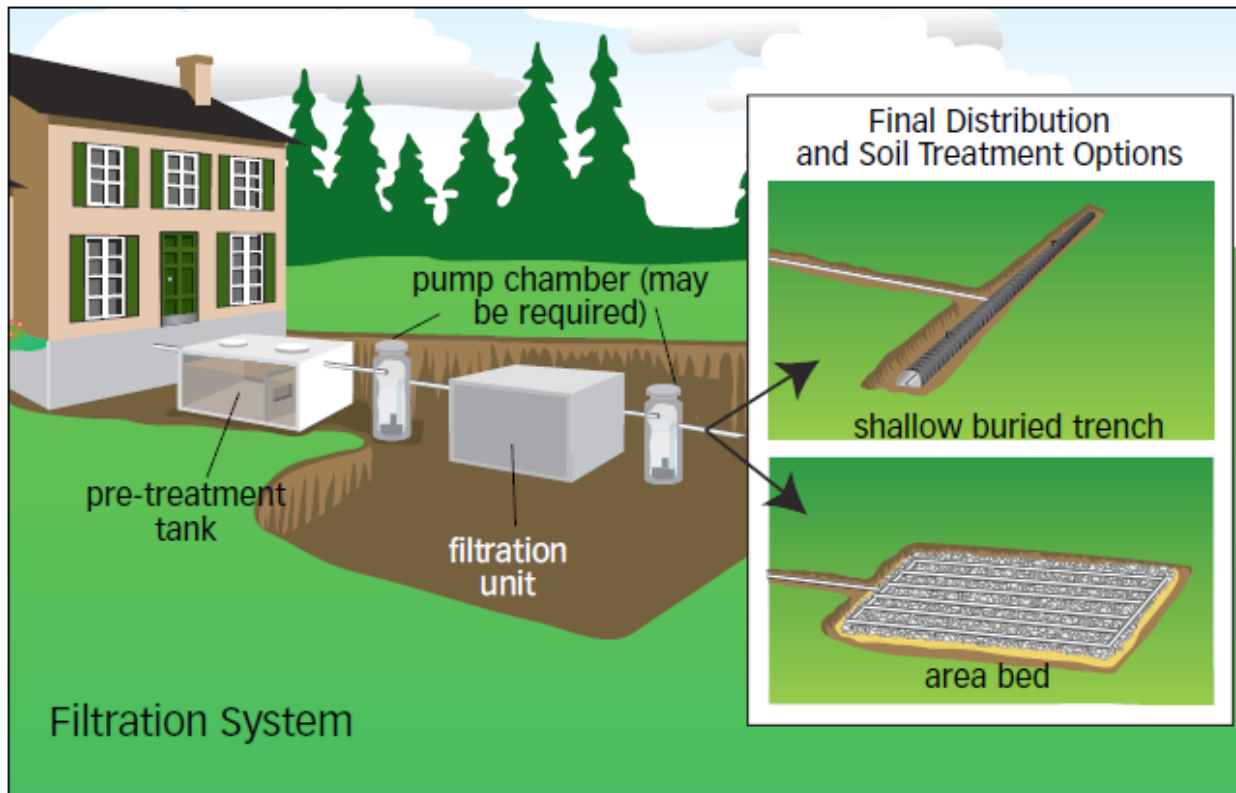 Final Distribution
and Soil Treatment Options
pump chamber (may
be required)
shallow buried trench
pre-treatment
tank
filtration
unit
area bed
Filtration System